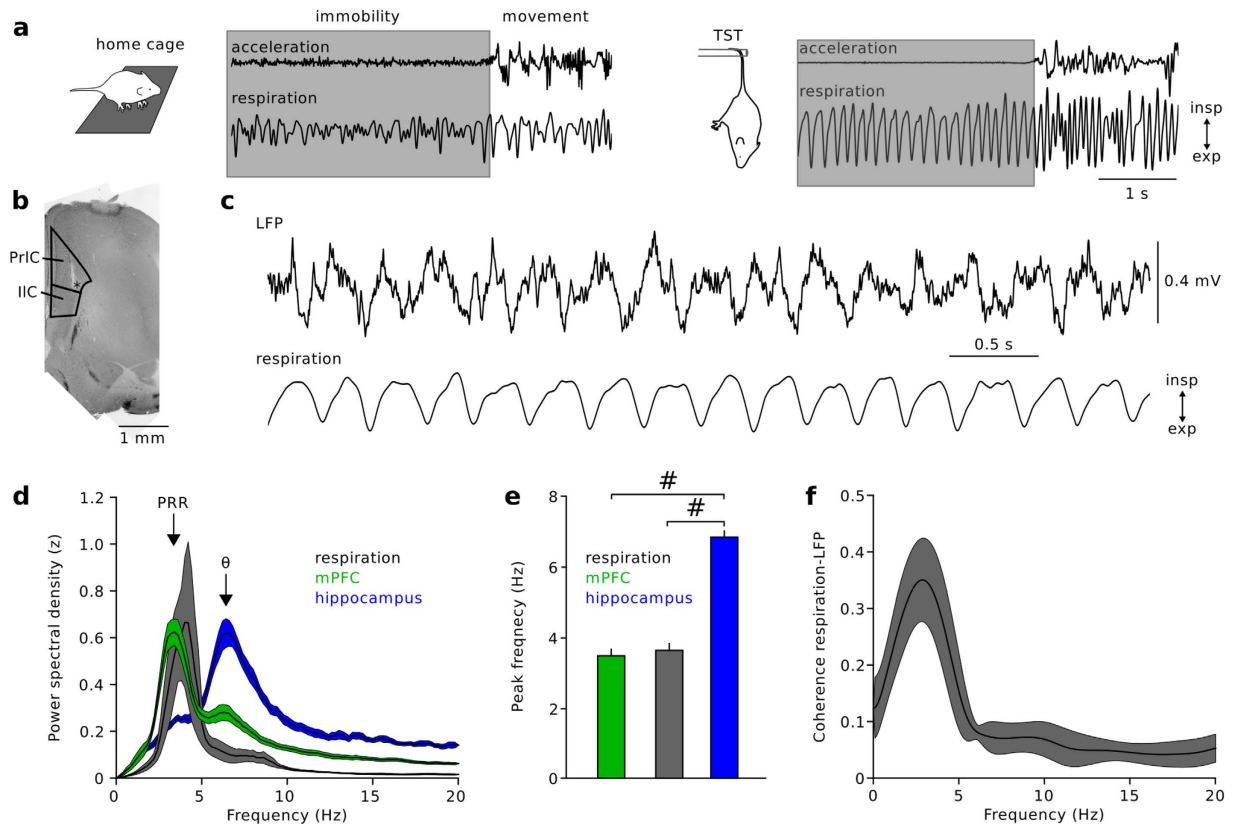 a
home cage
immobility
movement
acceleration
respiration
TST
acceleration
respiration
insp
exp
1 s
b
PrlC
IlC
*
1 mm
c
LFP
0.4 mV
0.5 s
respiration
insp
exp
d
PRR
θ
respiration
mPFC
hippocampus
Power spectral density (z)
1.2
1.0
0.8
0.6
0.4
0.2
0
0
5
10
15
20
Frequency (Hz)
e
#
#
respiration
mPFC
hippocampus
Peak freqnecy (Hz)
8
6
4
2
0
f
Coherence respiration-LFP
0.5
0.4
0.3
0.2
0.1
0
0
5
10
15
20
Frequency (Hz)